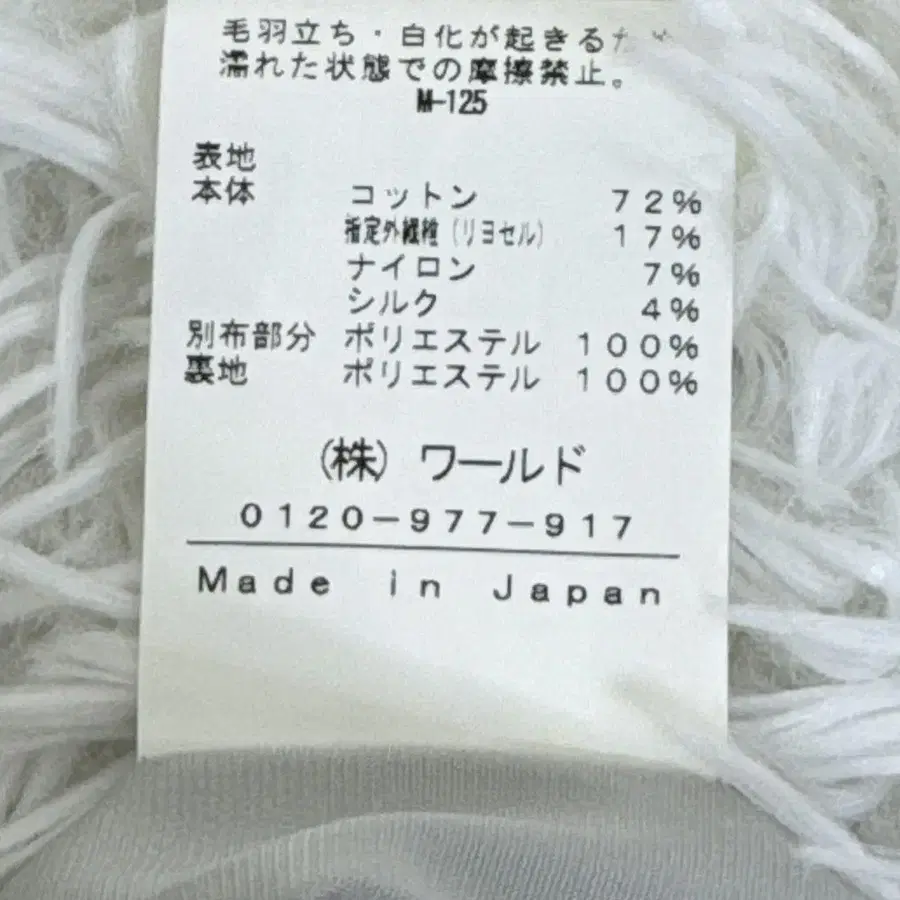 毛羽立ち・白化が起きるため
濡れた状態での摩擦禁止。
M-125
表地
本体 コットン 72%
指定外繊維(リヨセル) 17%
ナイロン 7%
シルク 4%
別布部分 ポリエステル 100%
裏地 ポリエステル 100%
(株)ワールド
0120-977-917
Made in Japan